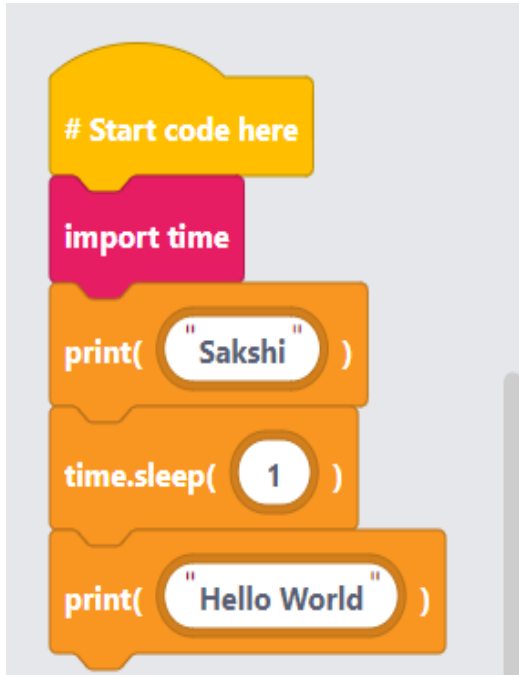 # Start code here
import time
print( "Sakshi" )
time.sleep( 1 )
print( "Hello World" )